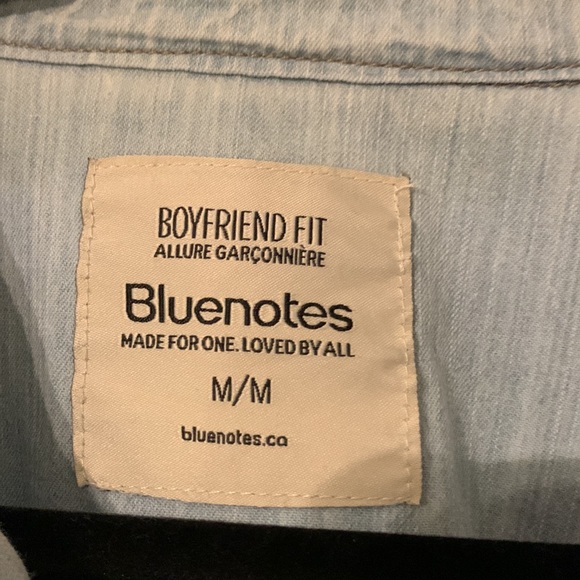 BOYFRIEND FIT
ALLURE GARÇONNIÈRE
Bluenotes
MADE FOR ONE. LOVED BY ALL
M/M
bluenotes.ca